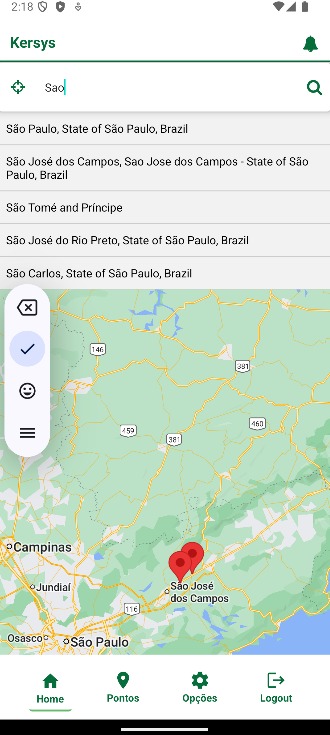 2:18
Kersys
Sao
São Paulo, State of São Paulo, Brazil
São José dos Campos, Sao Jose dos Campos - State of São
Paulo, Brazil
São Tomé and Príncipe
São José do Rio Preto, State of São Paulo, Brazil
São Carlos, State of São Paulo, Brazil
146
381
459
381
460
Campinas
Jundiaí
São José
dos Campos
116
Osasco
São Paulo
Home
Pontos
Opções
Logout